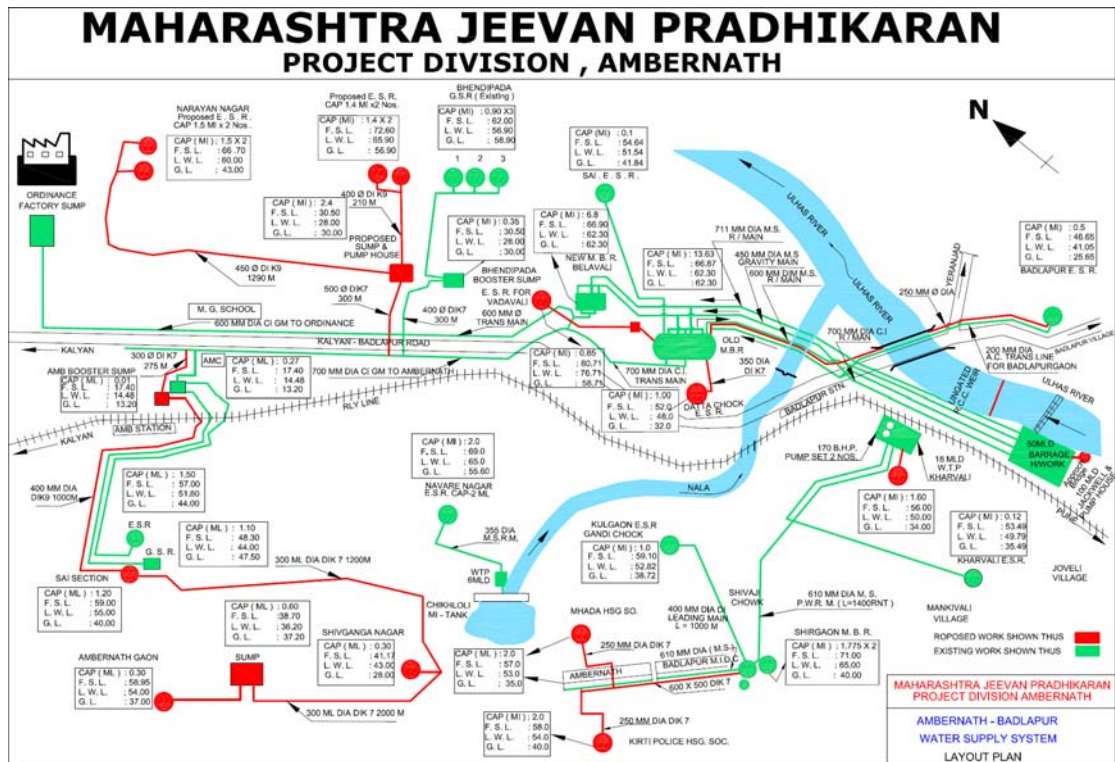 MAHARASHTRA JEEVAN PRADHIKARAN
PROJECT DIVISION , AMBERNATH
N
NARAYAN NAGAR
Proposed E . S . R .
CAP 1.5 Ml x 2 Nos.
CAP ( Ml ) : 1.5 X 2
F. S. L. : 66 .70
L. W. L. : 60.00
G. L. : 43.00
Proposed E. S. R,
CAP 1.4 Ml x2 Nos.
CAP (Ml) : 1.4 X 2
F. S. L. : 72.60
L. W. L. : 65.90
G. L. : 56.90
BHENDIPADA
G.S.R ( Existing )
CAP (Ml) : 0.90 X3
F. S. L. : 62.00
L. W. L. : 56.90
G. L. : 58.90
1 2 3
CAP (Ml) : 0.1
F. S. L. : 54.64
L. W. L. : 51.54
G. L. : 41.84
SAI . E . S . R .
ORDINANCE
FACTORY SUMP
CAP ( Ml ) : 2.4
F. S. L. : 30.50
L. W. L. : 28.00
G. L. : 30.00
400 Ø DI K9
210 M
PROPOSED
SUMP &
PUMP HOUSE
CAP ( Ml ) : 0.35
F. S. L. : 30.50
L. W. L. : 28.00
G. L. : 30.00
BHENDIPADA
BOOSTER SUMP
CAP ( Ml ) : 6.8
F. S. L. : 66.90
L. W. L. : 62.30
G. L. : 62.30
NEW M. B. R.
BELAVALI
CAP ( Ml ) : 13.63
F. S. L. : 66.87
L. W. L. : 62.30
G. L. : 62.30
711 MM DIA M.S.
R / MAIN
450 MM DIA M.S
GRAVITY MAIN
600 MM DIM M.S.
R / MAIN
ULHAS RIVER
ULHAS RIVER
YERANJAD
CAP ( Ml ) : 0.5
F. S. L. : 46.65
L. W. L. : 41.05
G. L. : 25.65
BADLAPUR E. S. R.
250 MM Ø DIA
450 Ø DI K9
1290 M
500 Ø DIK7
300 M
400 Ø DIK7
300 M
E. S. R. FOR
VADAVALI
600 MM Ø
TRANS MAIN
M. G. SCHOOL
600 MM DIA CI GM TO ORDINANCE
KALYAN
KALYAN - BADLAPUR ROAD
OLD
M.B.R
700 MM DIA C.I
R / MAN
BADLAPUR VILLAGE
200 MM
A.C. TRANS LINE
FOR BADLAPURGAON
300 Ø DI K7
275 M
AMC
AMB BOOSTER SUMP
CAP ( ML ) : 0.01
F. S. L. : 17.40
L. W. L. : 14.48
G. L. : 13.20
CAP ( ML ) : 0.27
F. S. L. : 17.40
L. W. L. : 14.48
G. L. : 13.20
700 MM DIA CI GM TO AMBERNATH
CAP ( Ml ) : 0.85
F. S. L. : 80.71
L. W. L. : 76.71
G. L. : 58.71
700 MM DIA C.I.
TRANS MAIN
350 DIA
DI K7
DATTA CHOCK
E. S. R.
CAP ( Ml ) : 1.00
F. S. L. : 52.0
L. W. L. : 48.0
G. L. : 32.0
BADLAPUR STN.
UNGATED
R.C.C. WEIR
ULHAS RIVER
RLY LINE
KALYAN
AMB STATION
170 B.H.P.
PUMP SET 2 NOS.
18 MLD
W.T.P
KHARVALI
50MLD
BARRAGE
H/WORK
100 MLD
JACKWELL &
PUMP HOUSE
PUNE
NALA
400 MM DIA
DIK9 1000M
CAP ( ML ) : 1,50
F. S. L. : 57.00
L. W. L. : 51.60
G. L. : 44.00
NAVARE NAGAR
E.S.R. CAP-2 ML
CAP ( Ml ) : 2.0
F. S. L. : 69.0
L. W. L. : 65.0
G. L. : 55.60
CAP ( Ml ) : 1.60
F. S. L. : 56.00
L. W. L. : 50.00
G. L. : 34.00
CAP ( Ml ) : 0.12
F. S. L. : 53.49
L. W. L. : 49.79
G. L. : 35.49
KHARVALI E.S.R.
JOVELI
VILLAGE
E.S.R
G. S. R.
CAP ( ML ) : 1.10
F. S. L. : 48.30
L. W. L. : 44.00
G. L. : 47.50
355 DIA
M.S.R.M,
WTP
6MLD
CHIKHLOLI
MI - TANK
KULGAON E.S.R
GANDI CHOCK
CAP ( Ml ) : 1.0
F. S. L. : 59.10
L. W. L. : 52.82
G. L. : 38.72
SHIVAJI
CHOWK
610 MM DIA M. S.
P.W.R. M. ( L=1400RNT )
MANKIVALI
VILLAGE
SAI SECTION
300 ML DIA DIK 7 1200M
CAP ( ML ) : 1.20
F. S. L. : 59.00
L. W. L. : 55.00
G. L. : 40.00
CAP ( ML ) : 0.60
F. S. L. : 38.70
L. W. L. : 36.20
G. L. : 37.20
SHIVGANGA NAGAR
CAP ( ML ) : 0.30
F. S. L. : 41.17
L. W. L. : 43.00
G. L. : 28.00
MHADA HSG SO.
250 MM DIA DIK 7
400 MM DIA DI
LEADING MAIN
L = 1000 M
CAP ( ML ) : 2.0
F. S. L. : 57.0
L. W. L. : 53.0
G. L. : 35.0
AMBERNATH
610 MM DIA ( M.S-)
BADLAPUR M.I.D.C
600 X 500 DIK 7
SHIRGAON M. B. R.
CAP ( Ml ) : 1.775 X 2
F. S. L. : 71.00
L. W. L. : 65.00
G. L. : 40.00
ROPOSED WORK SHOWN THUS
EXISTING WORK SHOWN THUS
AMBERNATH GAON
CAP ( ML ) : 0.30
F. S. L. : 58.95
L. W. L. : 54.00
G. L. : 37.00
SUMP
300 ML DIA DIK 7 2000 M
CAP ( Ml ) : 2.0
F. S. L. : 58.0
L. W. L. : 54.0
G. L. : 40.0
250 MM DIA DIK 7
KIRTI POLICE HSG. SOC.
MAHARASHTRA JEEVAN PRADHIKARAN
PROJECT DIVISION AMBERNATH
AMBERNATH - BADLAPUR
WATER SUPPLY SYSTEM
LAYOUT PLAN